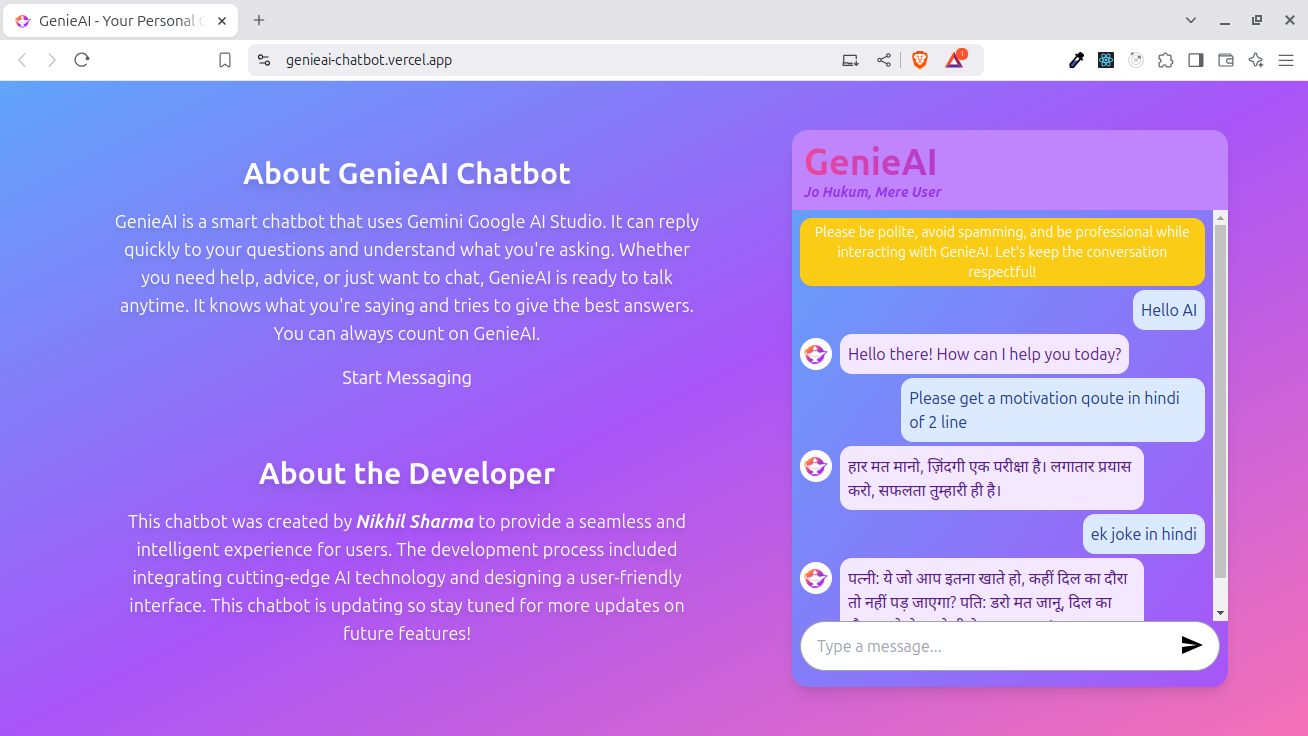 GenieAI - Your Personal
genieai-chatbot.vercel.app
1
About GenieAI Chatbot
GenieAI is a smart chatbot that uses Gemini Google AI Studio. It can reply
quickly to your questions and understand what you're asking. Whether
you need help, advice, or just want to chat, GenieAI is ready to talk
anytime. It knows what you're saying and tries to give the best answers.
You can always count on GenieAI.
Start Messaging
About the Developer
This chatbot was created by Nikhil Sharma to provide a seamless and
intelligent experience for users. The development process included
integrating cutting-edge AI technology and designing a user-friendly
interface. This chatbot is updating so stay tuned for more updates on
future features!
GenieAI
Jo Hukum, Mere User
Please be polite, avoid spamming, and be professional while
interacting with GenieAI. Let's keep the conversation
respectful!
Hello AI
Hello there! How can I help you today?
Please get a motivation qoute in hindi
of 2 line
हार मत मानो, ज़िंदगी एक परीक्षा है। लगातार प्रयास
करो, सफलता तुम्हारी ही है।
ek joke in hindi
पत्नी: ये जो आप इतना खाते हो, कहीं दिल का दौरा
तो नहीं पड़ जाएगा? पति: डरो मत जानू, दिल का
Type a message...